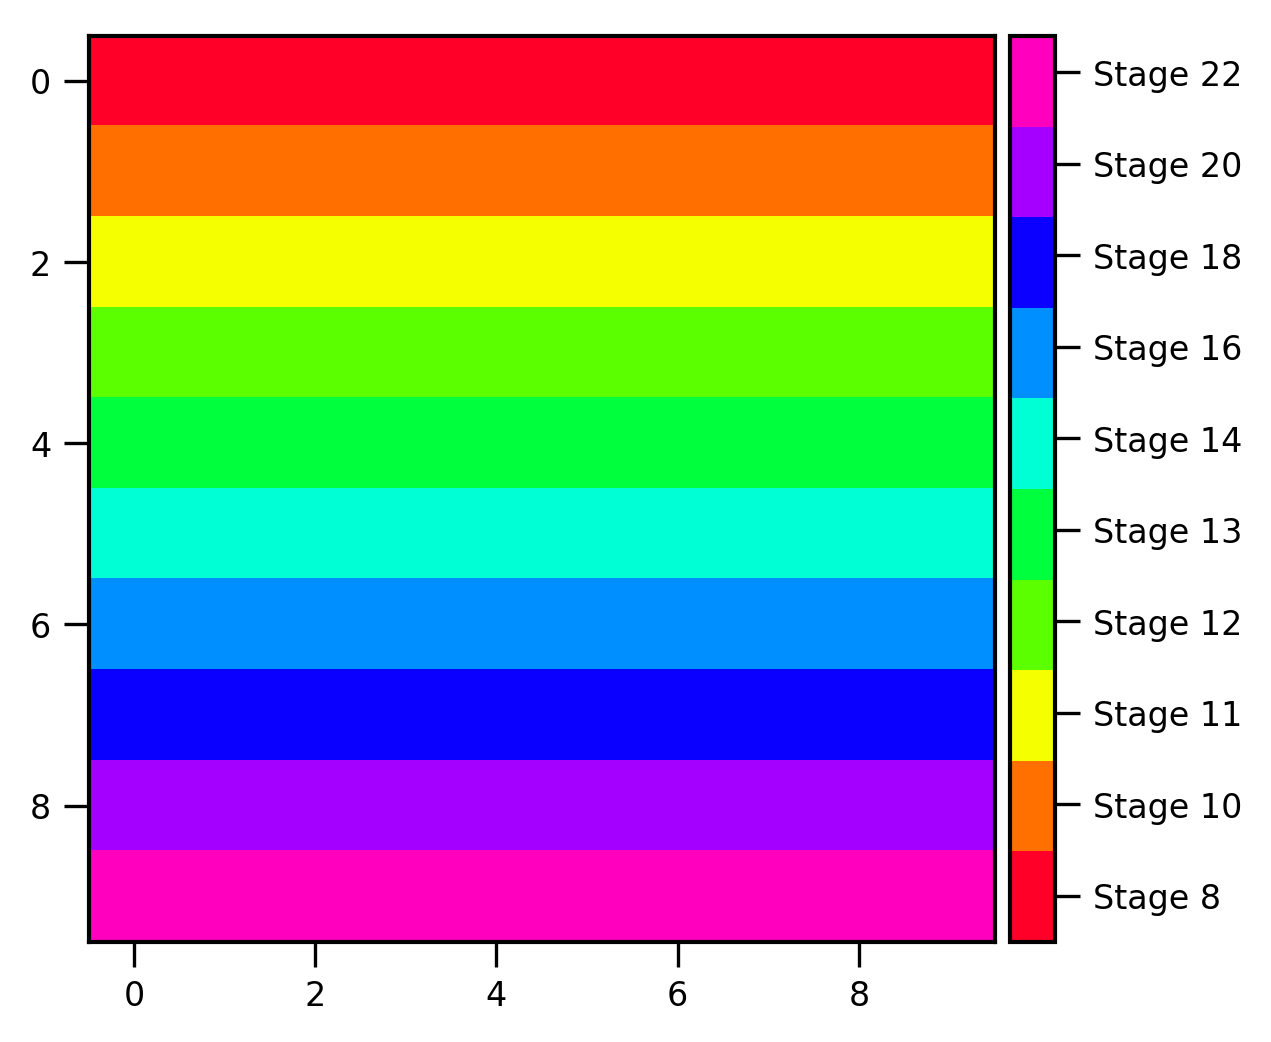 0
2
4
6
8
0 2 4 6 8
Stage 22
Stage 20
Stage 18
Stage 16
Stage 14
Stage 13
Stage 12
Stage 11
Stage 10
Stage 8